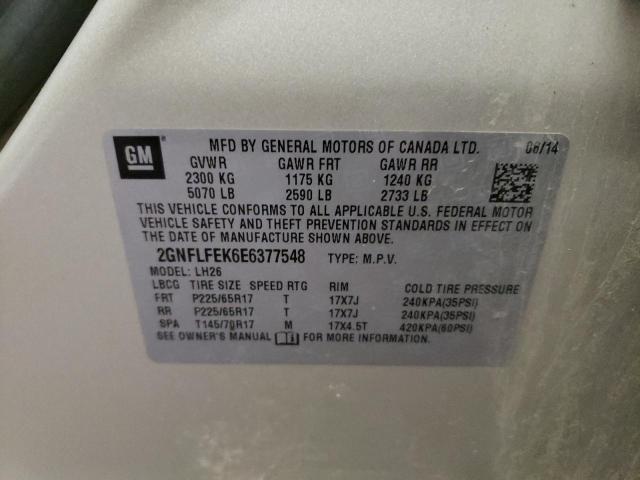 GM
MFD BY GENERAL MOTORS OF CANADA LTD. 06/14
GVWR GAWR FRT GAWR RR
2300 KG 1175 KG 1240 KG
5070 LB 2590 LB 2733 LB
THIS VEHICLE CONFORMS TO ALL APPLICABLE U.S. FEDERAL MOTOR
VEHICLE SAFETY AND THEFT PREVENTION STANDARDS IN EFFECT ON THE
DATE OF MANUFACTURE SHOWN ABOVE.
2GNFLFEK6E6377548 TYPE: M.P.V.
MODEL: LH26
LBCG TIRE SIZE SPEED RTG RIM COLD TIRE PRESSURE
FRT P225/65R17 T 17X7J 240KPA(35PSI)
RR P225/65R17 T 17X7J 240KPA(35PSI)
SPA T145/70R17 M 17X4.5T 420KPA(60PSI)
SEE OWNER'S MANUAL FOR MORE INFORMATION.